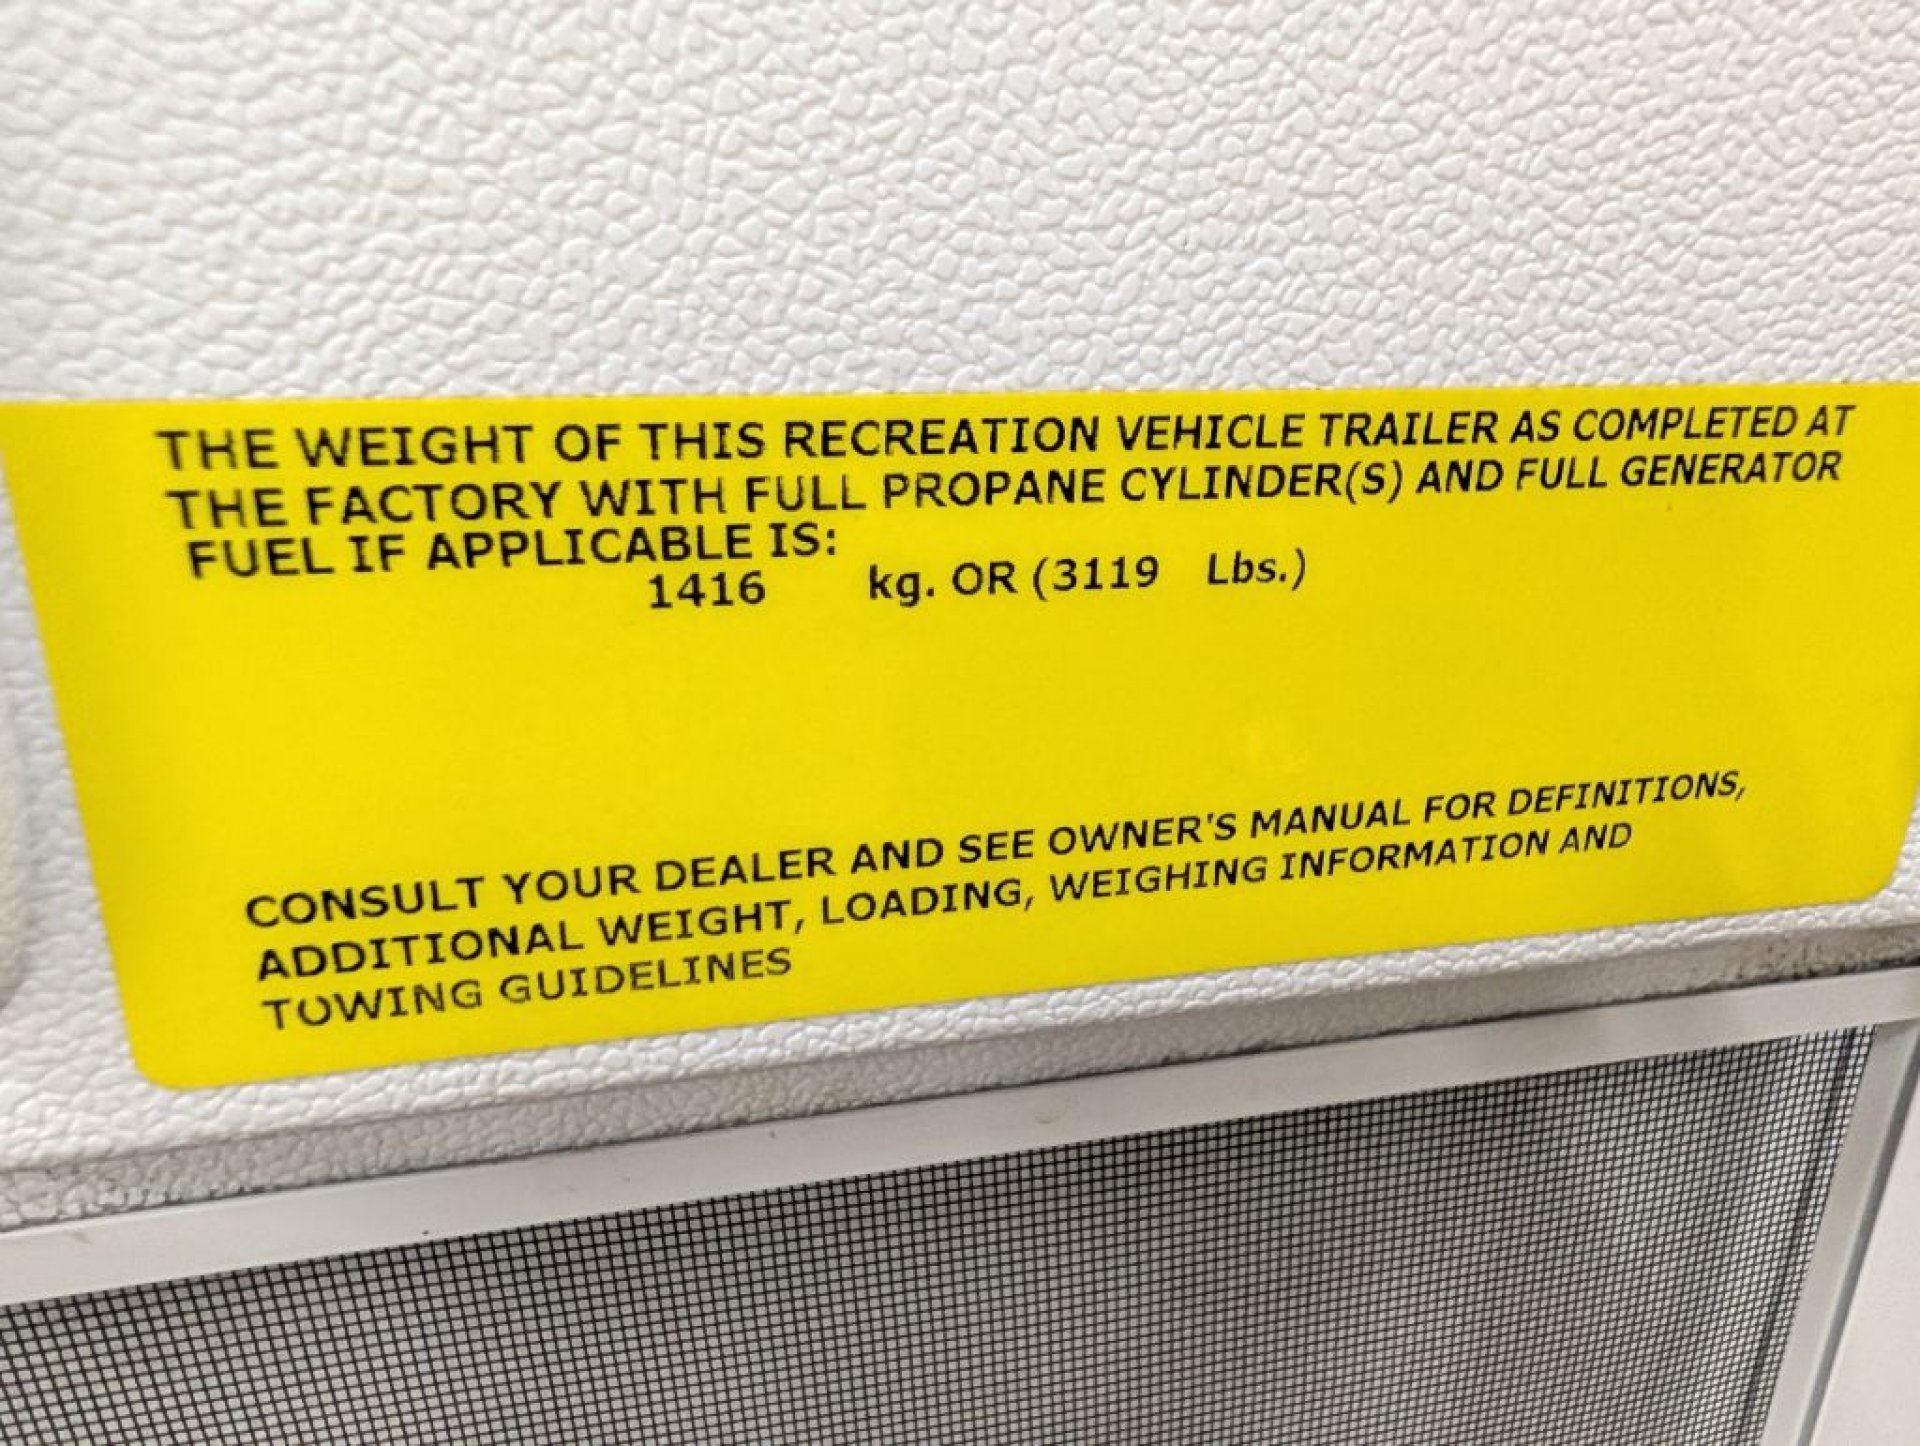 THE WEIGHT OF THIS RECREATION VEHICLE TRAILER AS COMPLETED AT
THE FACTORY WITH FULL PROPANE CYLINDER(S) AND FULL GENERATOR
FUEL IF APPLICABLE IS:
1416 kg. OR (3119 Lbs.)
CONSULT YOUR DEALER AND SEE OWNER'S MANUAL FOR DEFINITIONS,
ADDITIONAL WEIGHT, LOADING, WEIGHING INFORMATION AND
TOWING GUIDELINES